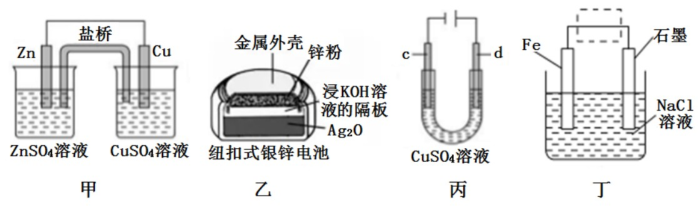 Zn
盐桥
Cu
ZnSO₄溶液
CuSO₄溶液
甲
金属外壳
锌粉
浸KOH溶
液的隔板
Ag₂O
纽扣式银锌电池
乙
c
d
CuSO₄溶液
丙
Fe
石墨
NaCl
溶液
丁